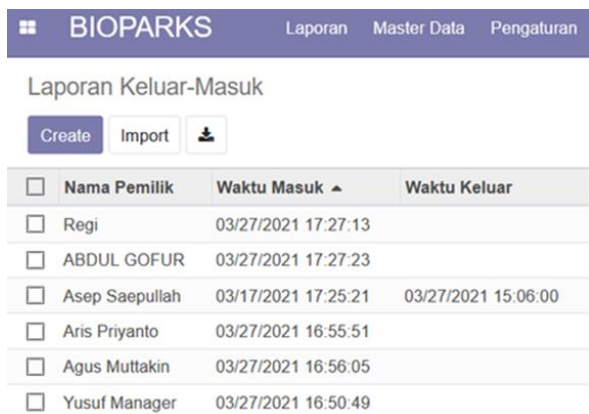 BIOPARKS Laporan Master Data Pengaturan
Laporan Keluar-Masuk
Create Import
Nama Pemilik Waktu Masuk Waktu Keluar
Regi 03/27/2021 17:27:13
ABDUL GOFUR 03/27/2021 17:27:23
Asep Saepullah 03/17/2021 17:25:21 03/27/2021 15:06:00
Aris Priyanto 03/27/2021 16:55:51
Agus Muttakin 03/27/2021 16:56:05
Yusuf Manager 03/27/2021 16:50:49